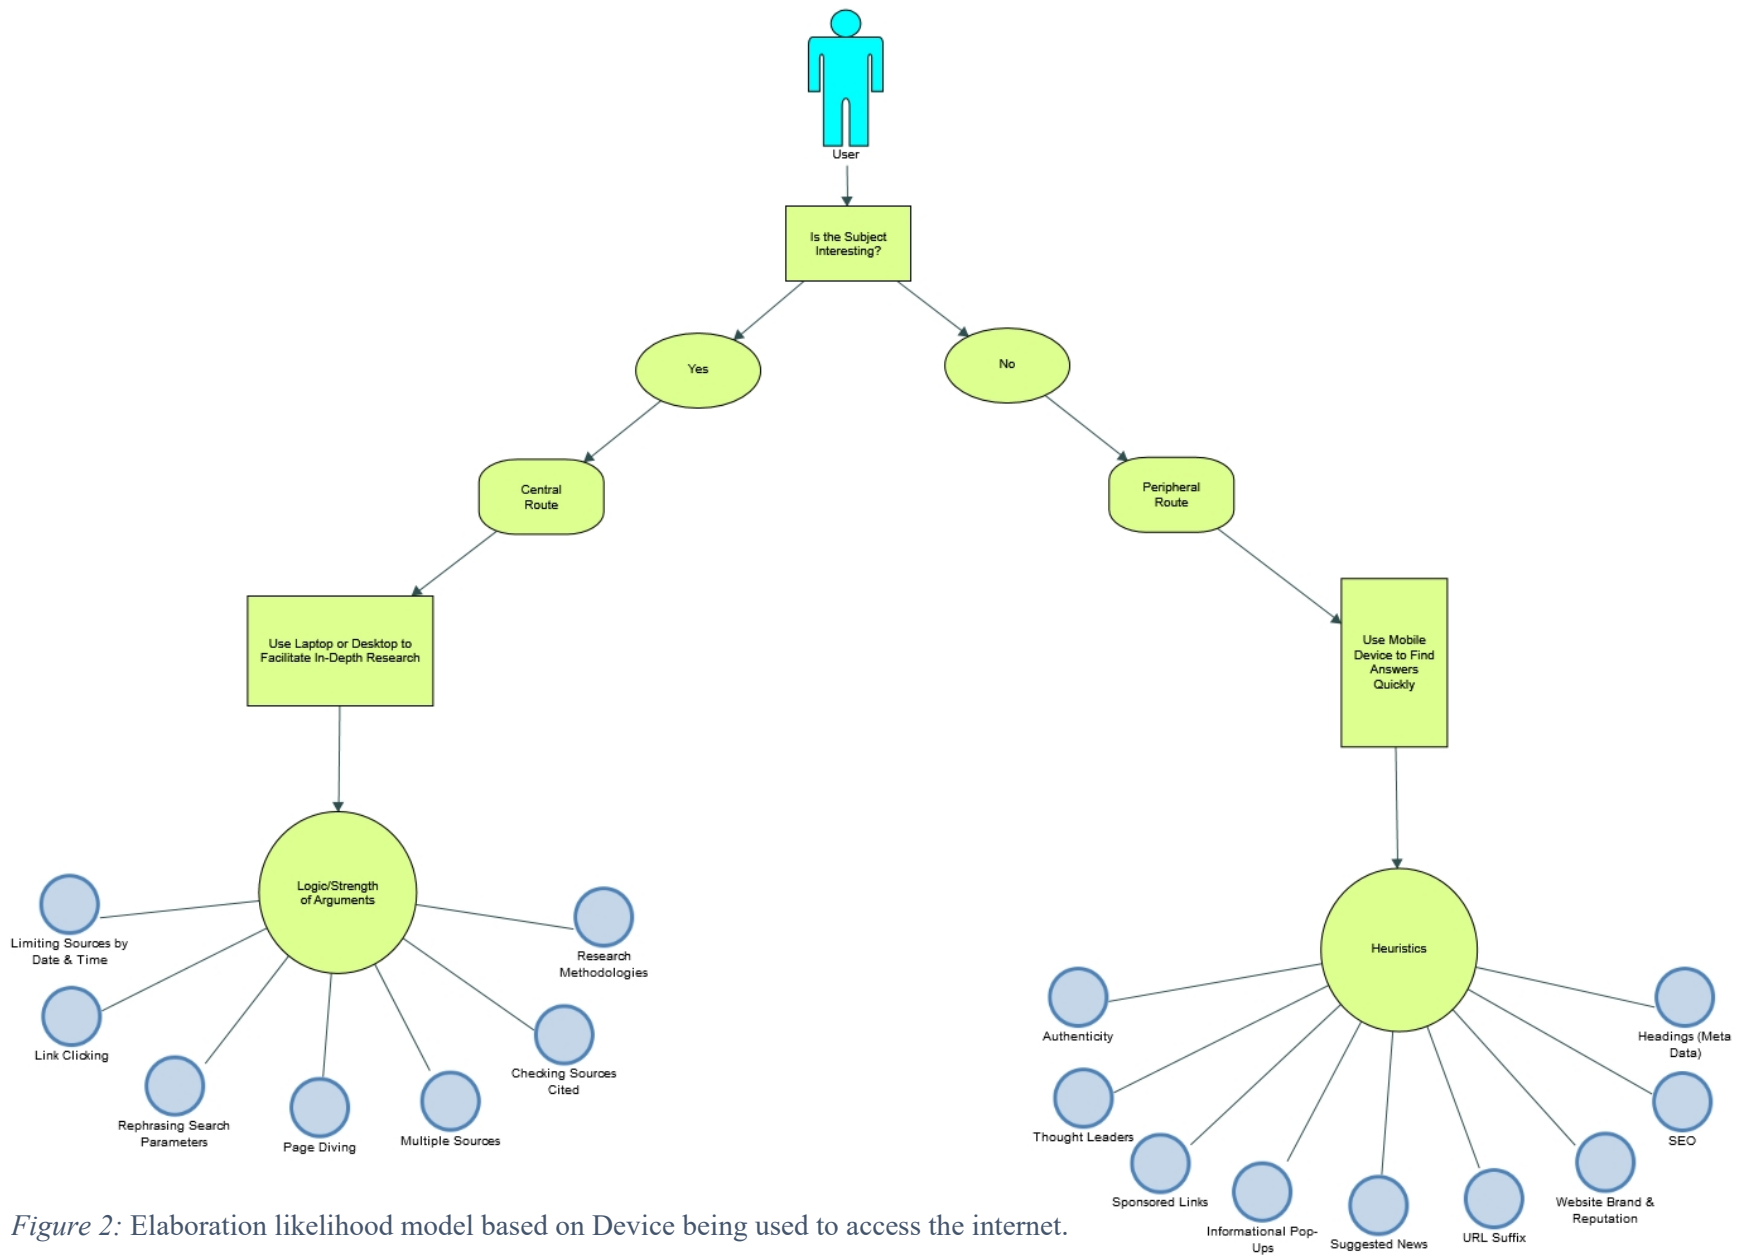 User
Is the Subject
Interesting?
Yes
No
Central
Route
Peripheral
Route
Use Laptop or Desktop to
Facilitate In-Depth Research
Use Mobile
Device to Find
Answers
Quickly
Logic/Strength
of Arguments
Limiting Sources by
Date & Time
Link Clicking
Rephrasing Search
Parameters
Page Diving
Multiple Sources
Checking Sources
Cited
Research
Methodologies
Heuristics
Authenticity
Thought Leaders
Sponsored Links
Informational Pop-
Ups
Suggested News
URL Suffix
Website Brand &
Reputation
SEO
Headings (Meta
Data)
Figure 2: Elaboration likelihood model based on Device being used to access the internet.